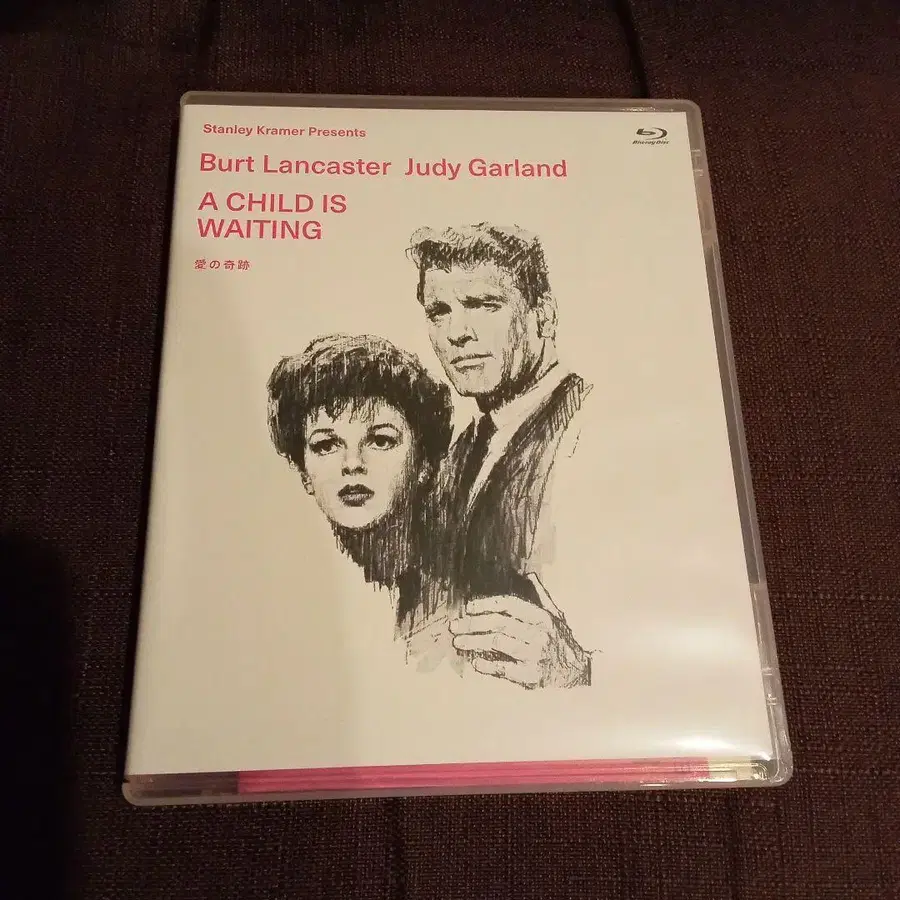 Stanley Kramer Presents
Burt Lancaster Judy Garland
A CHILD IS
WAITING
愛の奇跡
Blu-ray Disc